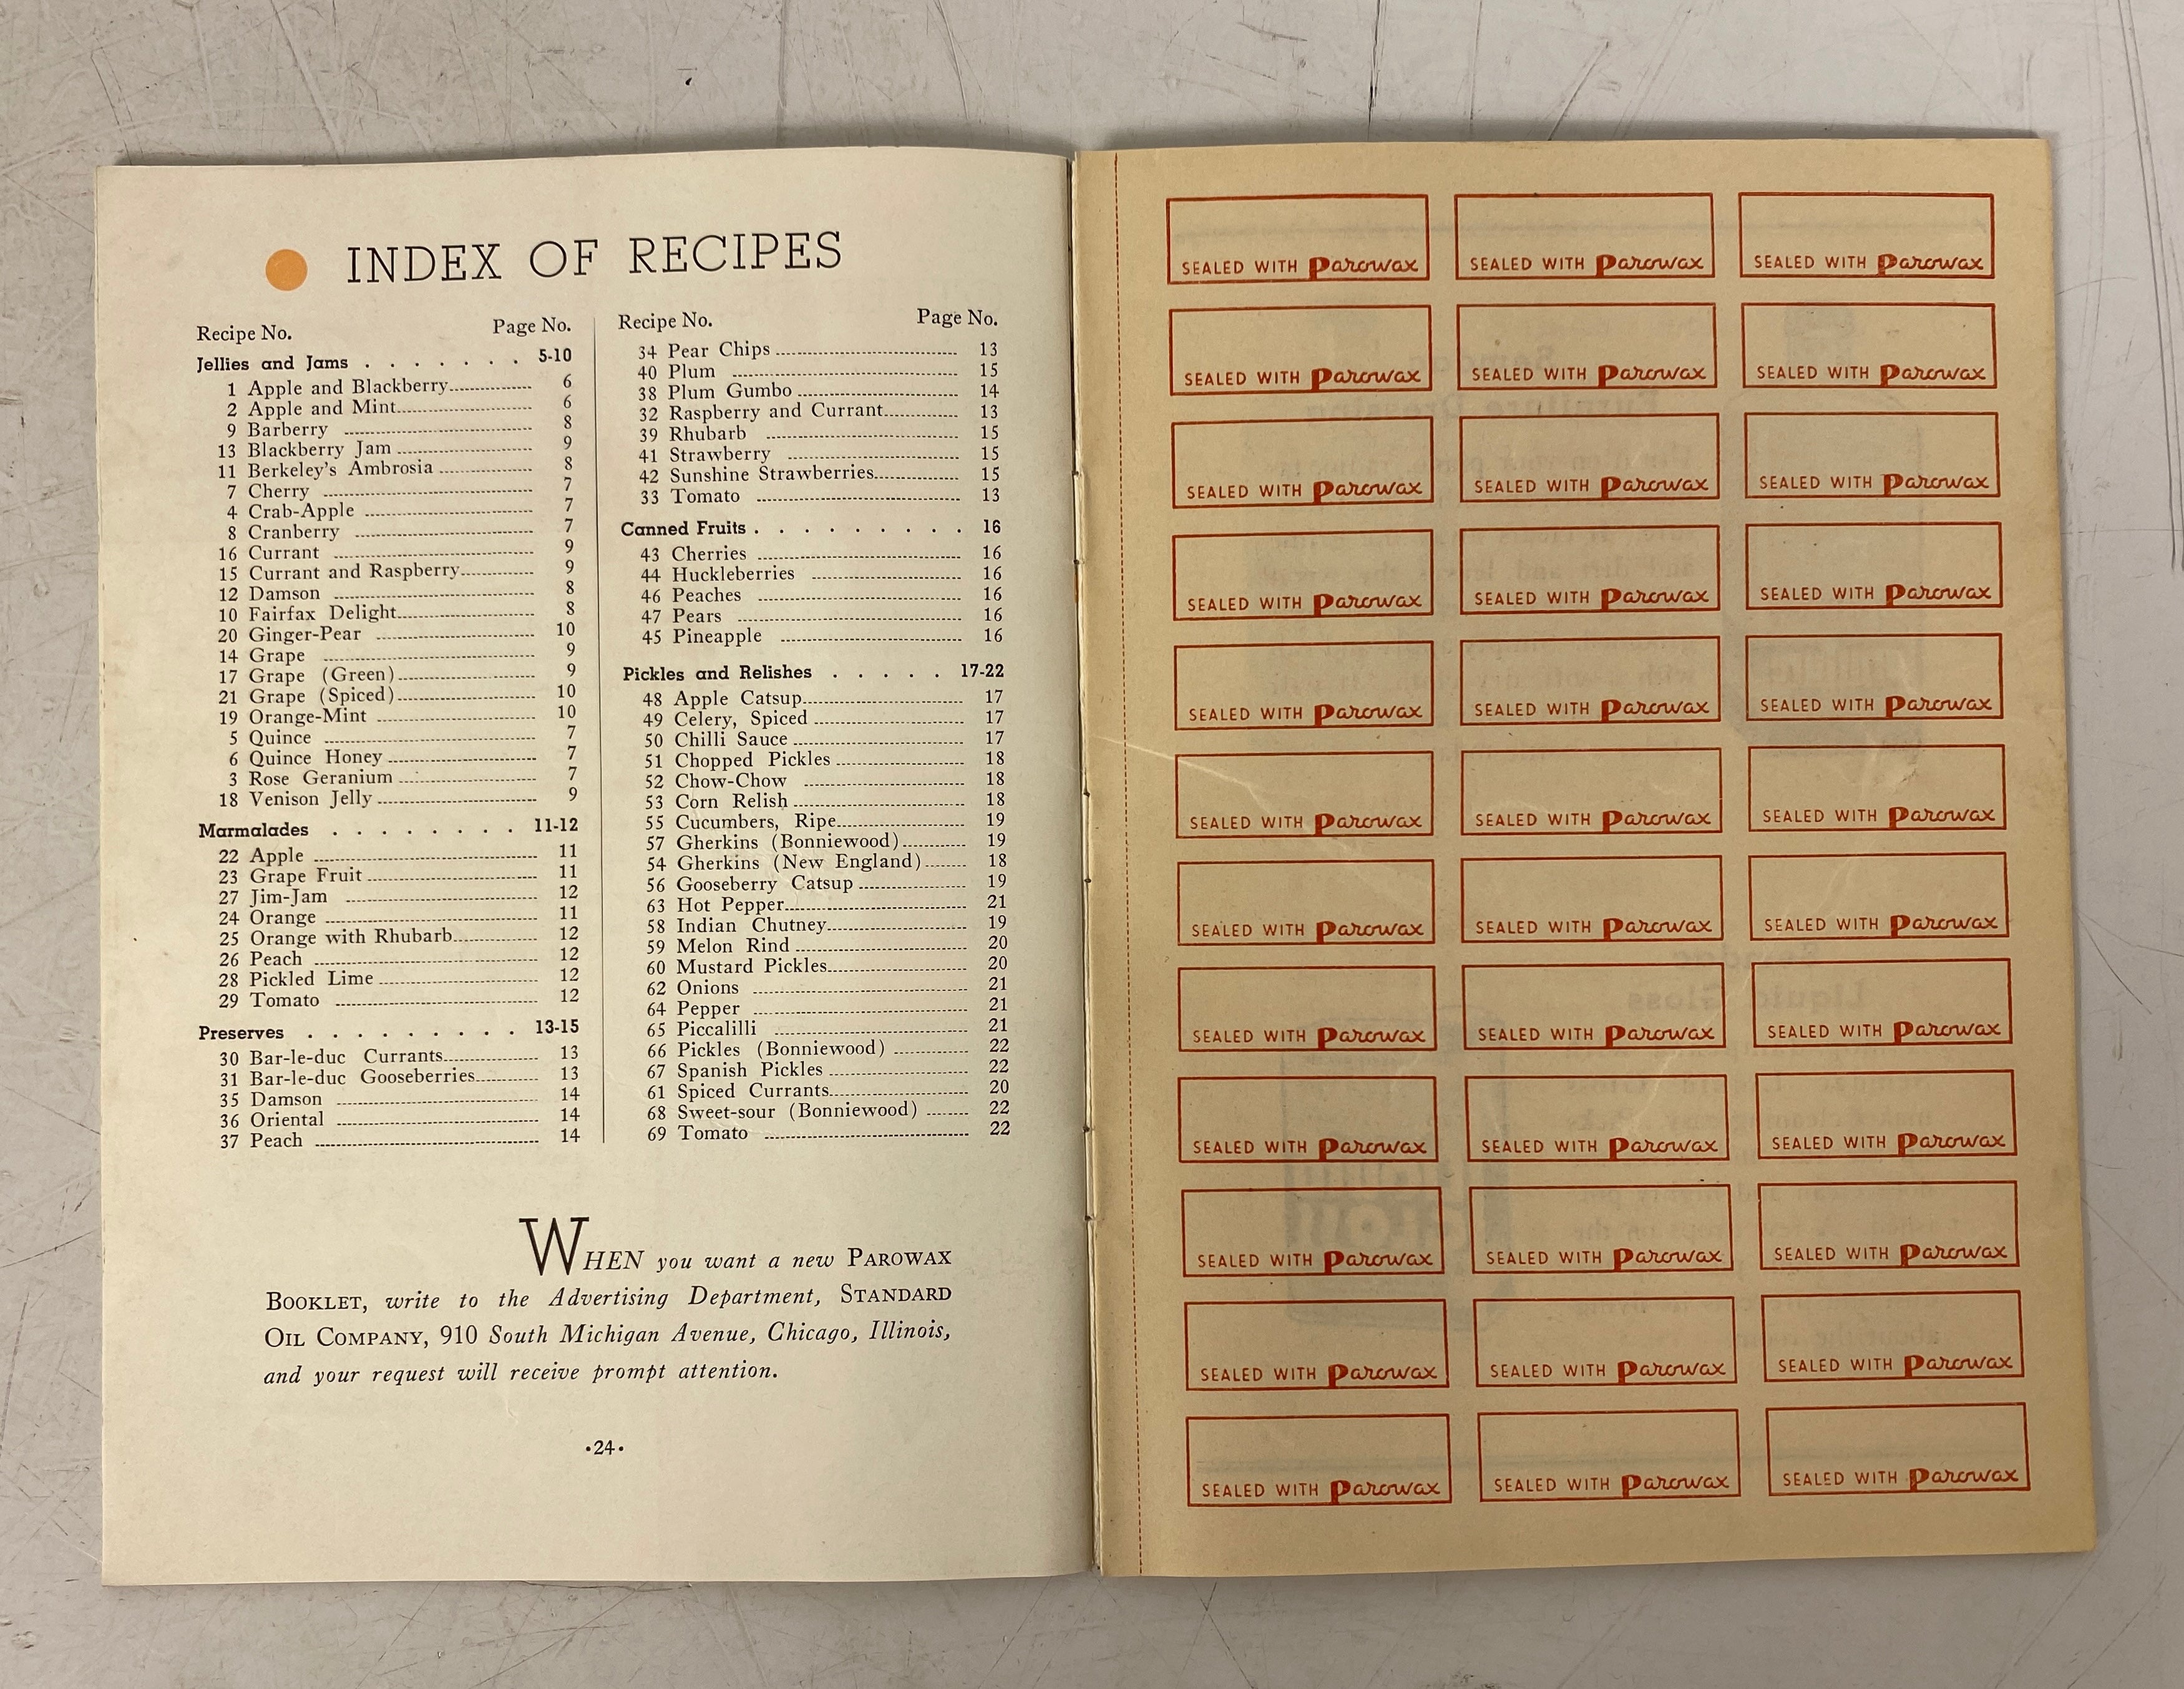 INDEX OF RECIPES
Recipe No. Page No.
Jellies and Jams . . . . . . . 5-10
1 Apple and Blackberry 6
2 Apple and Mint 6
9 Barberry 8
13 Blackberry Jam 9
11 Berkeley's Ambrosia 8
7 Cherry 7
4 Crab-Apple 7
8 Cranberry 7
16 Currant 9
15 Currant and Raspberry 9
12 Damson 8
10 Fairfax Delight 8
20 Ginger-Pear 10
14 Grape 9
17 Grape (Green) 9
21 Grape (Spiced) 10
19 Orange-Mint 10
5 Quince 7
6 Quince Honey 7
3 Rose Geranium 7
18 Venison Jelly 9
Marmalades . . . . . . . . 11-12
22 Apple 11
23 Grape Fruit 11
27 Jim-Jam 12
24 Orange 11
25 Orange with Rhubarb 12
26 Peach 12
28 Pickled Lime 12
29 Tomato 12
Preserves . . . . . . . . . 13-15
30 Bar-le-duc Currants 13
31 Bar-le-duc Gooseberries 13
35 Damson 14
36 Oriental 14
37 Peach 14
Recipe No. Page No.
34 Pear Chips 13
40 Plum 15
38 Plum Gumbo 14
32 Raspberry and Currant 13
39 Rhubarb 15
41 Strawberry 15
42 Sunshine Strawberries 15
33 Tomato 13
Canned Fruits . . . . . . . . . 16
43 Cherries 16
44 Huckleberries 16
46 Peaches 16
47 Pears 16
45 Pineapple 16
Pickles and Relishes . . . . . 17-22
48 Apple Catsup 17
49 Celery, Spiced 17
50 Chilli Sauce 17
51 Chopped Pickles 18
52 Chow-Chow 18
53 Corn Relish 18
55 Cucumbers, Ripe 19
57 Gherkins (Bonniewood) 19
54 Gherkins (New England) 18
56 Gooseberry Catsup 19
63 Hot Pepper 21
58 Indian Chutney 19
59 Melon Rind 20
60 Mustard Pickles 20
62 Onions 21
64 Pepper 21
65 Piccalilli 21
66 Pickles (Bonniewood) 22
67 Spanish Pickles 22
61 Spiced Currants 20
68 Sweet-sour (Bonniewood) 22
69 Tomato 22
WHEN you want a new PAROWAX
BOOKLET, write to the Advertising Department, STANDARD
OIL COMPANY, 910 South Michigan Avenue, Chicago, Illinois,
and your request will receive prompt attention.
·24·
SEALED WITH Parowax SEALED WITH Parowax SEALED WITH Parowax
SEALED WITH Parowax SEALED WITH Parowax SEALED WITH Parowax
SEALED WITH Parowax SEALED WITH Parowax SEALED WITH Parowax
SEALED WITH Parowax SEALED WITH Parowax SEALED WITH Parowax
SEALED WITH Parowax SEALED WITH Parowax SEALED WITH Parowax
SEALED WITH Parowax SEALED WITH Parowax SEALED WITH Parowax
SEALED WITH Parowax SEALED WITH Parowax SEALED WITH Parowax
SEALED WITH Parowax SEALED WITH Parowax SEALED WITH Parowax
SEALED WITH Parowax SEALED WITH Parowax SEALED WITH Parowax
SEALED WITH Parowax SEALED WITH Parowax SEALED WITH Parowax
SEALED WITH Parowax SEALED WITH Parowax SEALED WITH Parowax
SEALED WITH Parowax SEALED WITH Parowax SEALED WITH Parowax